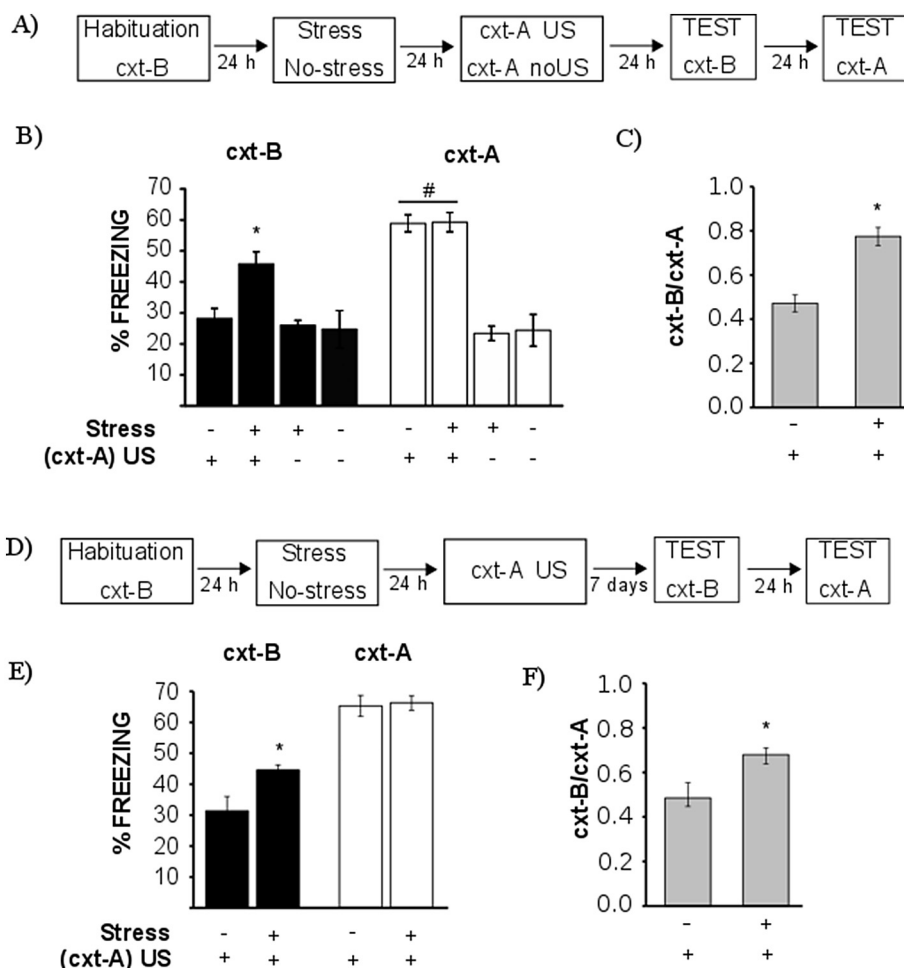 A)
Habituation
cxt-B
24 h
Stress
No-stress
24 h
cxt-A US
cxt-A noUS
24 h
TEST
cxt-B
24 h
TEST
cxt-A
B)
cxt-B
cxt-A
% FREEZING
70
60
50
40
30
20
10
*
#
Stress - + + - - + + -
(cxt-A) US + + - - + + - -
C)
cxt-B/cxt-A
1.0
0.8
0.6
0.4
0.2
0.0
*
- +
+ +
D)
Habituation
cxt-B
24 h
Stress
No-stress
24 h
cxt-A US
7 days
TEST
cxt-B
24 h
TEST
cxt-A
E)
cxt-B
cxt-A
% FREEZING
70
60
50
40
30
20
10
*
Stress - + - +
(cxt-A) US + + + +
F)
cxt-B/cxt-A
1.0
0.8
0.6
0.4
0.2
0.0
*
- +
+ +